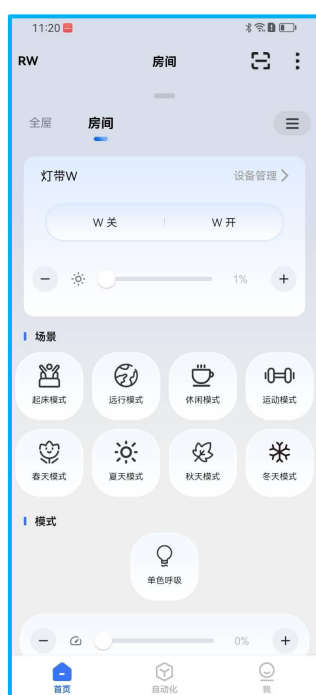 11:20
RW 房间
全屋 房间
灯带W 设备管理
W 关 W 开
1%
场景
起床模式 远行模式 休闲模式 运动模式
春天模式 夏天模式 秋天模式 冬天模式
模式
单色呼吸
0%
首页 自动化 我